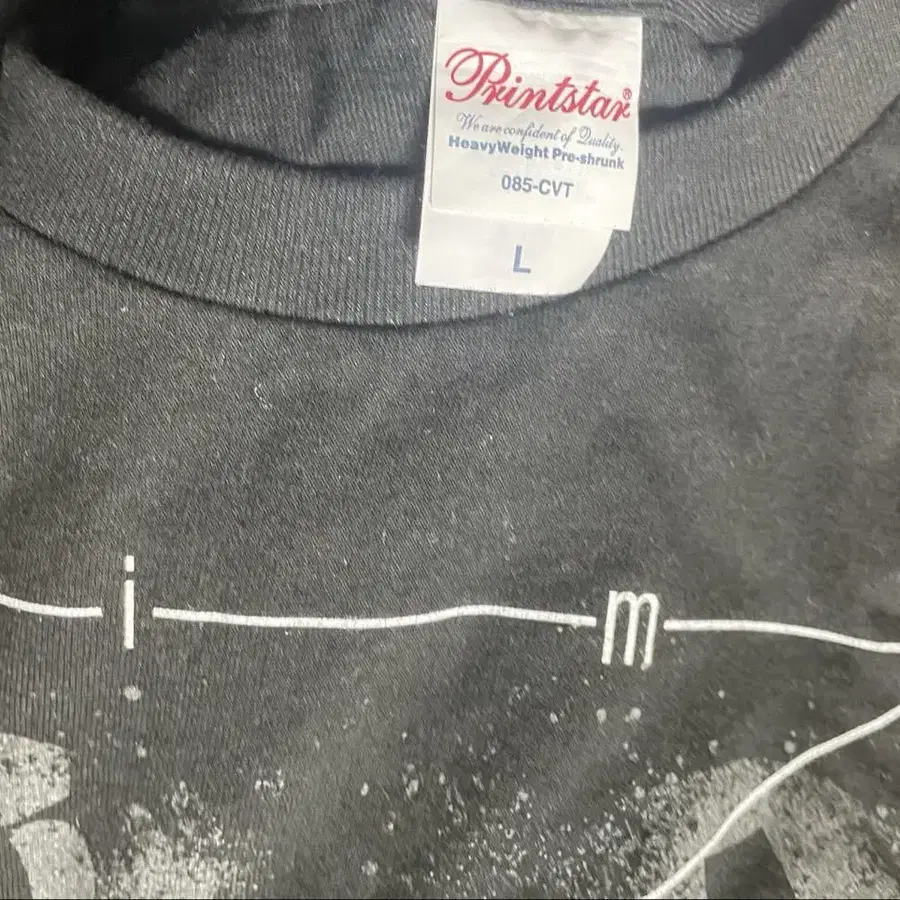 Printstar®
We are confident of Quality.
HeavyWeight Pre-shrunk
085-CVT
L
i m